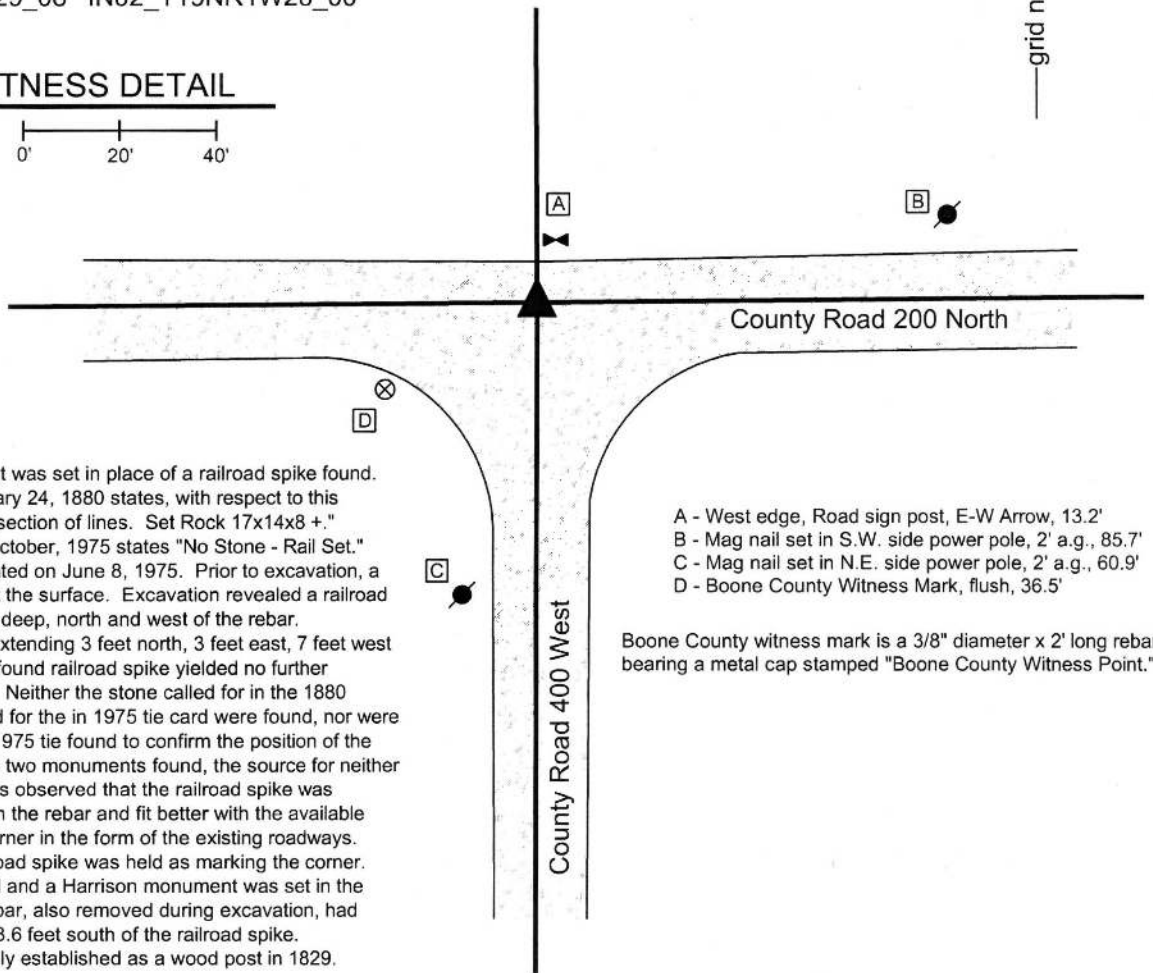 TNESS DETAIL
0' 20' 40'
grid n
A
B
County Road 200 North
D
C
County Road 400 West
t was set in place of a railroad spike found.
ary 24, 1880 states, with respect to this
section of lines. Set Rock 17x14x8 +."
ctober, 1975 states "No Stone - Rail Set."
ted on June 8, 1975. Prior to excavation, a
t the surface. Excavation revealed a railroad
deep, north and west of the rebar.
xtending 3 feet north, 3 feet east, 7 feet west
found railroad spike yielded no further
Neither the stone called for in the 1880
d for the in 1975 tie card were found, nor were
975 tie found to confirm the position of the
two monuments found, the source for neither
s observed that the railroad spike was
n the rebar and fit better with the available
rner in the form of the existing roadways.
oad spike was held as marking the corner.
l and a Harrison monument was set in the
bar, also removed during excavation, had
3.6 feet south of the railroad spike.
ly established as a wood post in 1829.
A - West edge, Road sign post, E-W Arrow, 13.2'
B - Mag nail set in S.W. side power pole, 2' a.g., 85.7'
C - Mag nail set in N.E. side power pole, 2' a.g., 60.9'
D - Boone County Witness Mark, flush, 36.5'
Boone County witness mark is a 3/8" diameter x 2' long rebar
bearing a metal cap stamped "Boone County Witness Point."